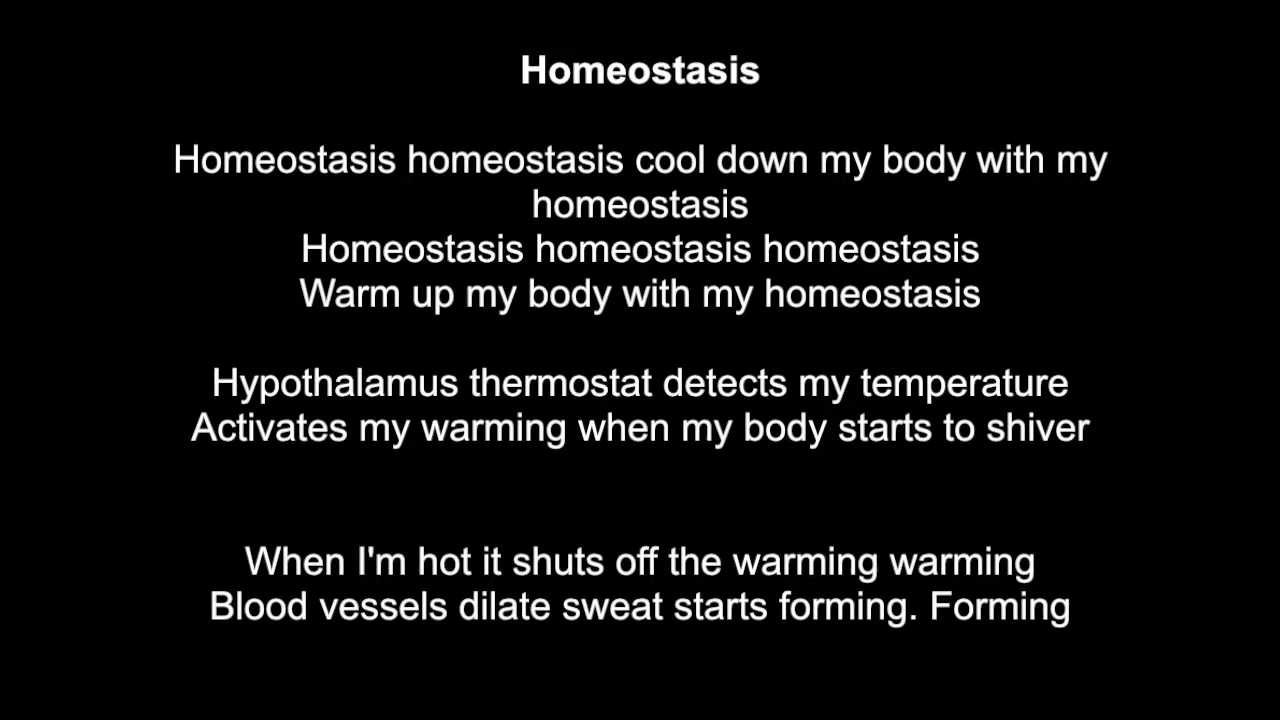 Homeostasis
Homeostasis homeostasis cool down my body with my
homeostasis
Homeostasis homeostasis homeostasis
Warm up my body with my homeostasis
Hypothalamus thermostat detects my temperature
Activates my warming when my body starts to shiver
When I'm hot it shuts off the warming warming
Blood vessels dilate sweat starts forming. Forming